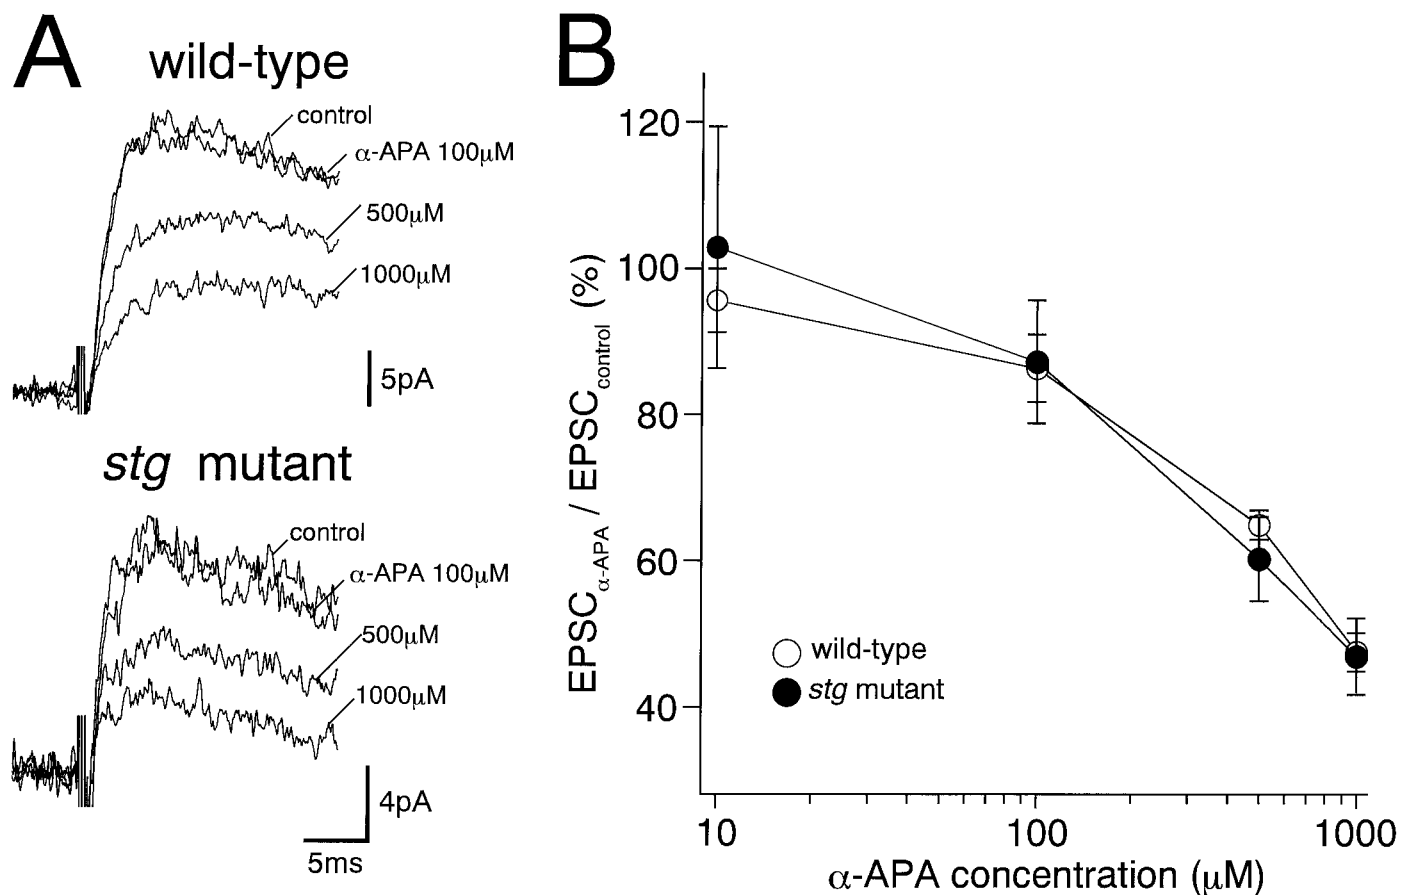 A
wild-type
control
α-APA 100μM
500μM
1000μM
5pA
stg mutant
control
α-APA 100μM
500μM
1000μM
4pA
5ms
B
EPSCα-APA / EPSCcontrol (%)
120
100
80
60
40
wild-type
stg mutant
10 100 1000
α-APA concentration (μM)